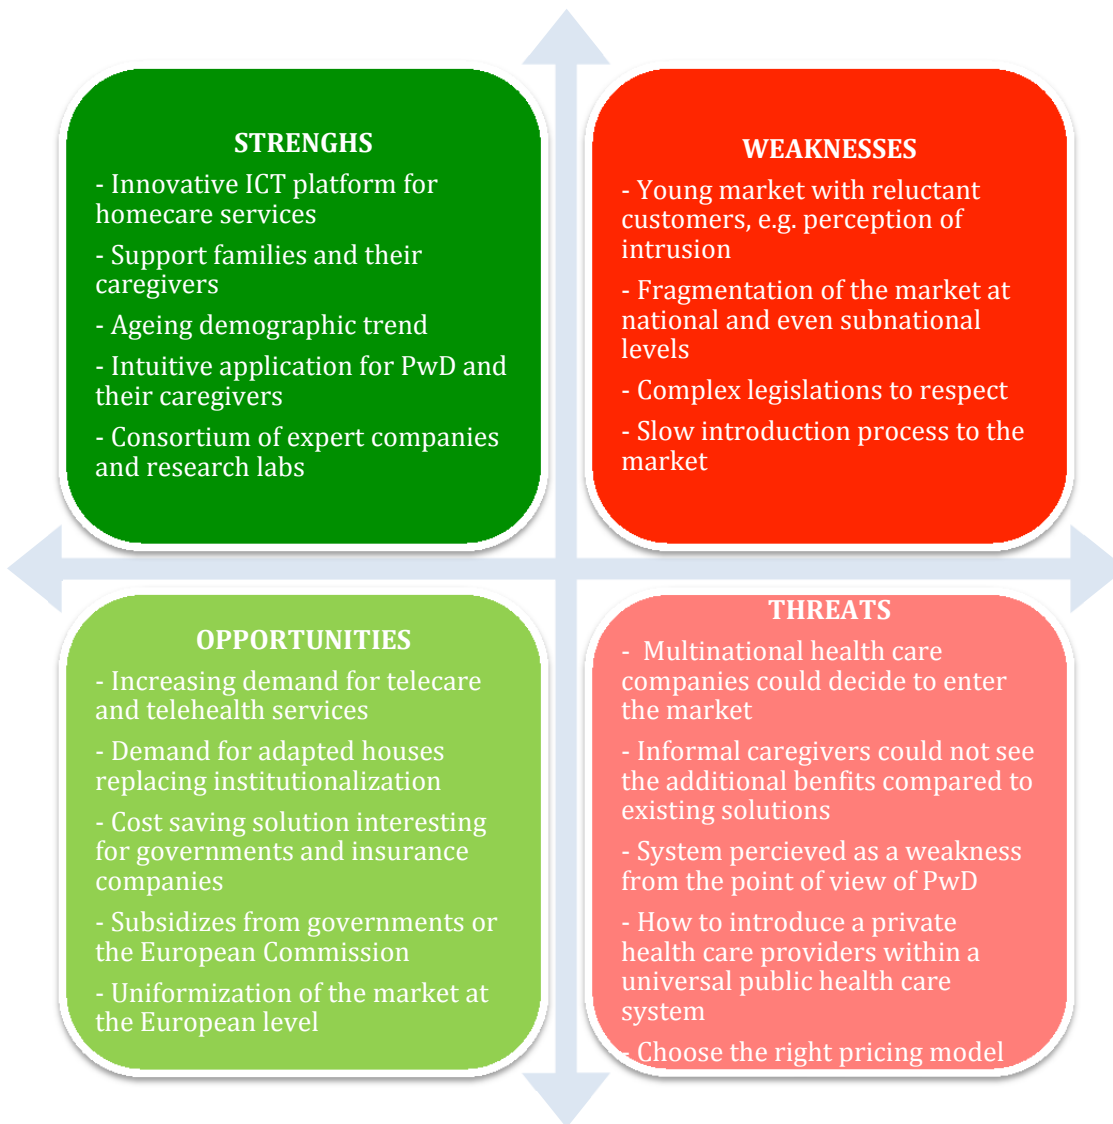 STRENGHS
- Innovative ICT platform for
homecare services
- Support families and their
caregivers
- Ageing demographic trend
- Intuitive application for PwD and
their caregivers
- Consortium of expert companies
and research labs
WEAKNESSES
- Young market with reluctant
customers, e.g. perception of
intrusion
- Fragmentation of the market at
national and even subnational
levels
- Complex legislations to respect
- Slow introduction process to the
market
OPPORTUNITIES
- Increasing demand for telecare
and telehealth services
- Demand for adapted houses
replacing institutionalization
- Cost saving solution interesting
for governments and insurance
companies
- Subsidizes from governments or
the European Commission
- Uniformization of the market at
the European level
THREATS
- Multinational health care
companies could decide to enter
the market
- Informal caregivers could not see
the additional benfits compared to
existing solutions
- System percieved as a weakness
from the point of view of PwD
- How to introduce a private
health care providers within a
universal public health care
system
- Choose the right pricing model